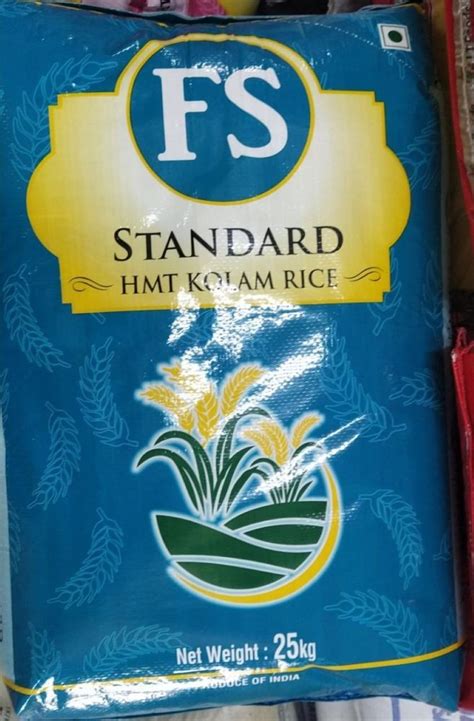 FS
STANDARD
HMT KOLAM RICE
Net Weight : 25kg
PRODUCE OF INDIA